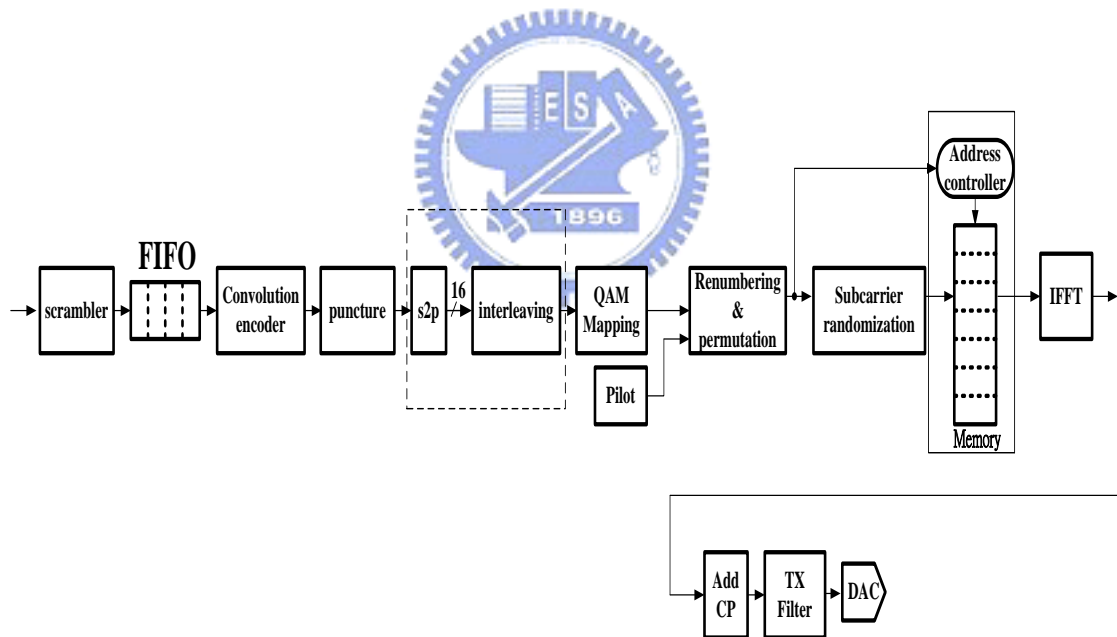 E S A
1896
Address
controller
FIFO
scrambler
Convolution
encoder
puncture
s2p
16
interleaving
QAM
Mapping
Pilot
Renumbering
&
permutation
Subcarrier
randomization
Memory
IFFT
Add
CP
TX
Filter
DAC